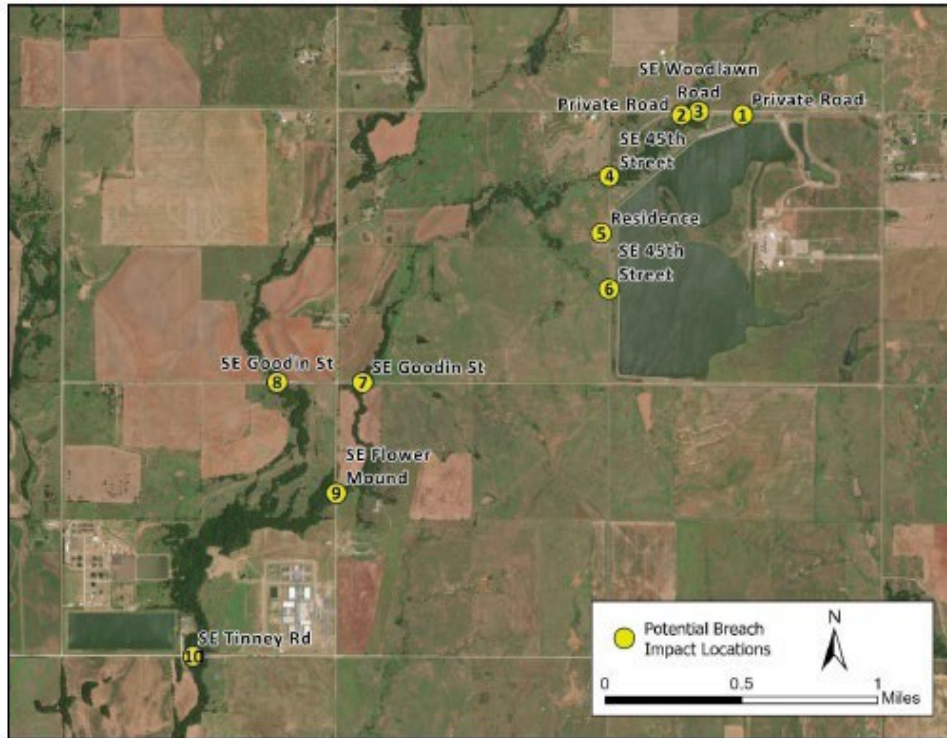 SE Woodlawn
Road
Private Road 2 3 1 Private Road
SE 45th
4 Street
5 Residence
SE 45th
6 Street
SE Goodin St SE Goodin St
8 7
SE Flower
Mound
9
SE Tinney Rd
10
Potential Breach
Impact Locations
N
0 0.5 1
Miles